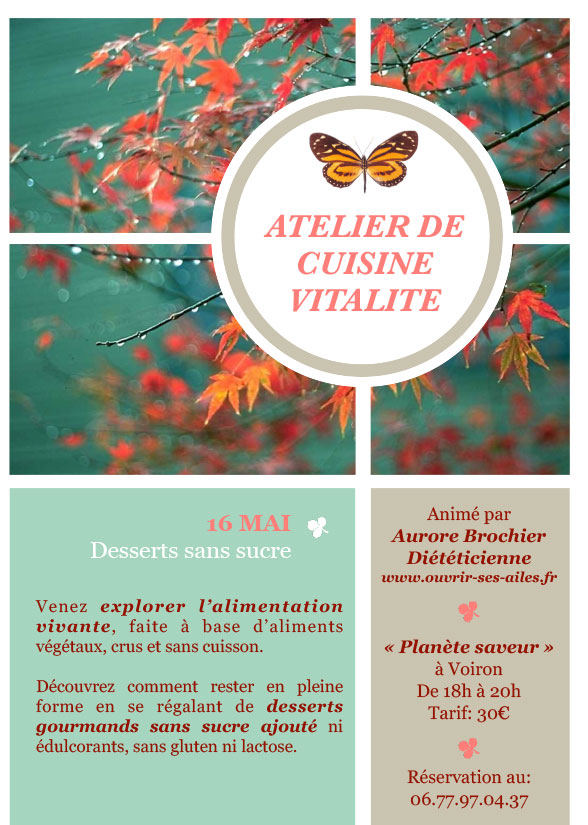 ATELIER DE
CUISINE
VITALITE
16 MAI
Desserts sans sucre
Venez explorer l’alimentation
vivante, faite à base d’aliments
végétaux, crus et sans cuisson.
Découvrez comment rester en pleine
forme en se régalant de desserts
gourmands sans sucre ajouté ni
édulcorants, sans gluten ni lactose.
Animé par
Aurore Brochier
Diététicienne
www.ouvrir-ses-ailes.fr
« Planète saveur »
à Voiron
De 18h à 20h
Tarif: 30€
Réservation au:
06.77.97.04.37